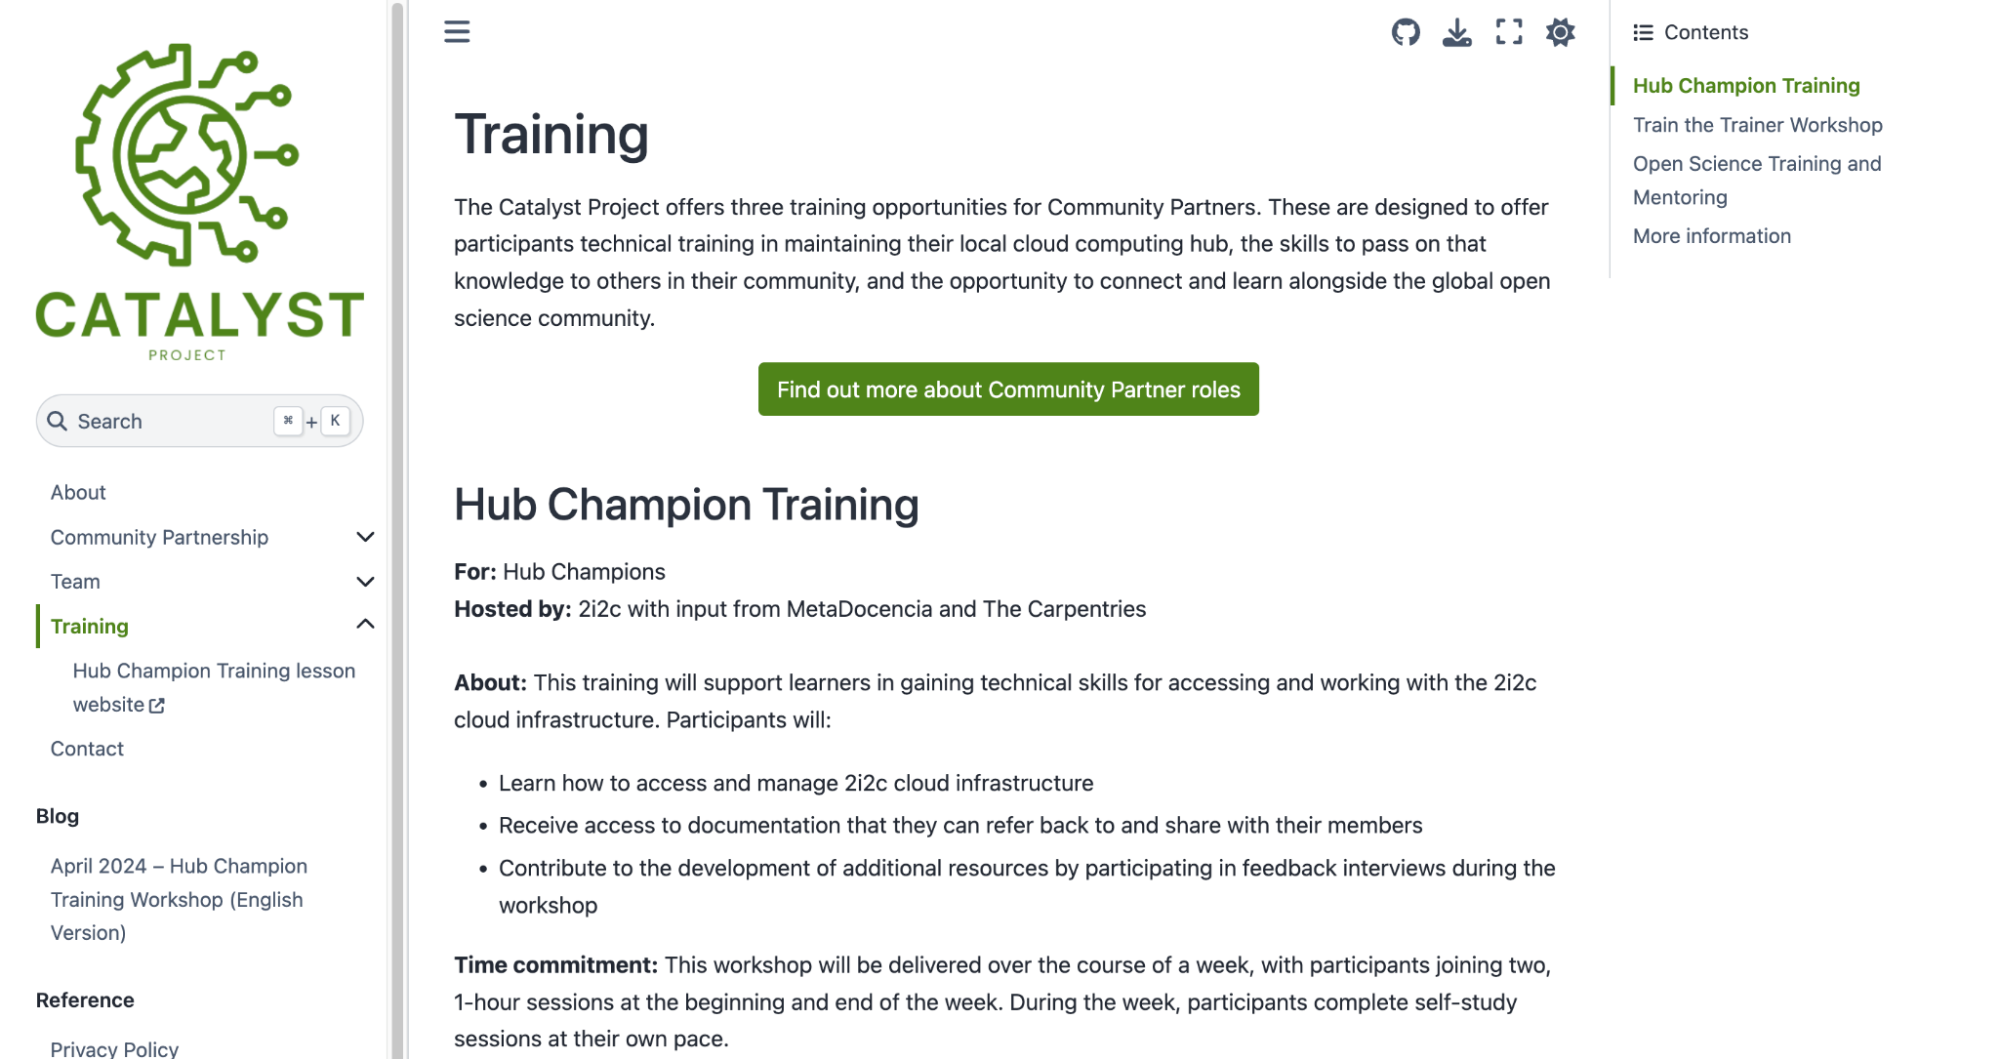 CATALYST
PROJECT
Search
⌘ + K
About
Community Partnership
Team
Training
Hub Champion Training lesson
website
Contact
Blog
April 2024 – Hub Champion
Training Workshop (English
Version)
Reference
Privacy Policy
Training
The Catalyst Project offers three training opportunities for Community Partners. These are designed to offer
participants technical training in maintaining their local cloud computing hub, the skills to pass on that
knowledge to others in their community, and the opportunity to connect and learn alongside the global open
science community.
Find out more about Community Partner roles
Hub Champion Training
For: Hub Champions
Hosted by: 2i2c with input from MetaDocencia and The Carpentries
About: This training will support learners in gaining technical skills for accessing and working with the 2i2c
cloud infrastructure. Participants will:
• Learn how to access and manage 2i2c cloud infrastructure
• Receive access to documentation that they can refer back to and share with their members
• Contribute to the development of additional resources by participating in feedback interviews during the
workshop
Time commitment: This workshop will be delivered over the course of a week, with participants joining two,
1-hour sessions at the beginning and end of the week. During the week, participants complete self-study
sessions at their own pace.
Contents
Hub Champion Training
Train the Trainer Workshop
Open Science Training and
Mentoring
More information